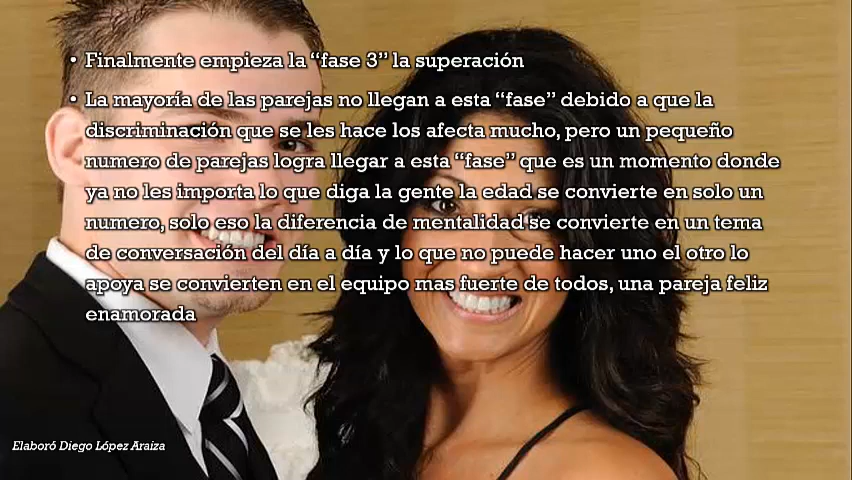 • Finalmente empieza la “fase 3” la superación
• La mayoría de las parejas no llegan a esta “fase” debido a que la
discriminación que se les hace los afecta mucho, pero un pequeño
numero de parejas logra llegar a esta “fase” que es un momento donde
ya no les importa lo que diga la gente la edad se convierte en solo un
numero, solo eso la diferencia de mentalidad se convierte en un tema
de conversación del día a día y lo que no puede hacer uno el otro lo
apoya se convierten en el equipo mas fuerte de todos, una pareja feliz
enamorada
Elaboró Diego López Araiza